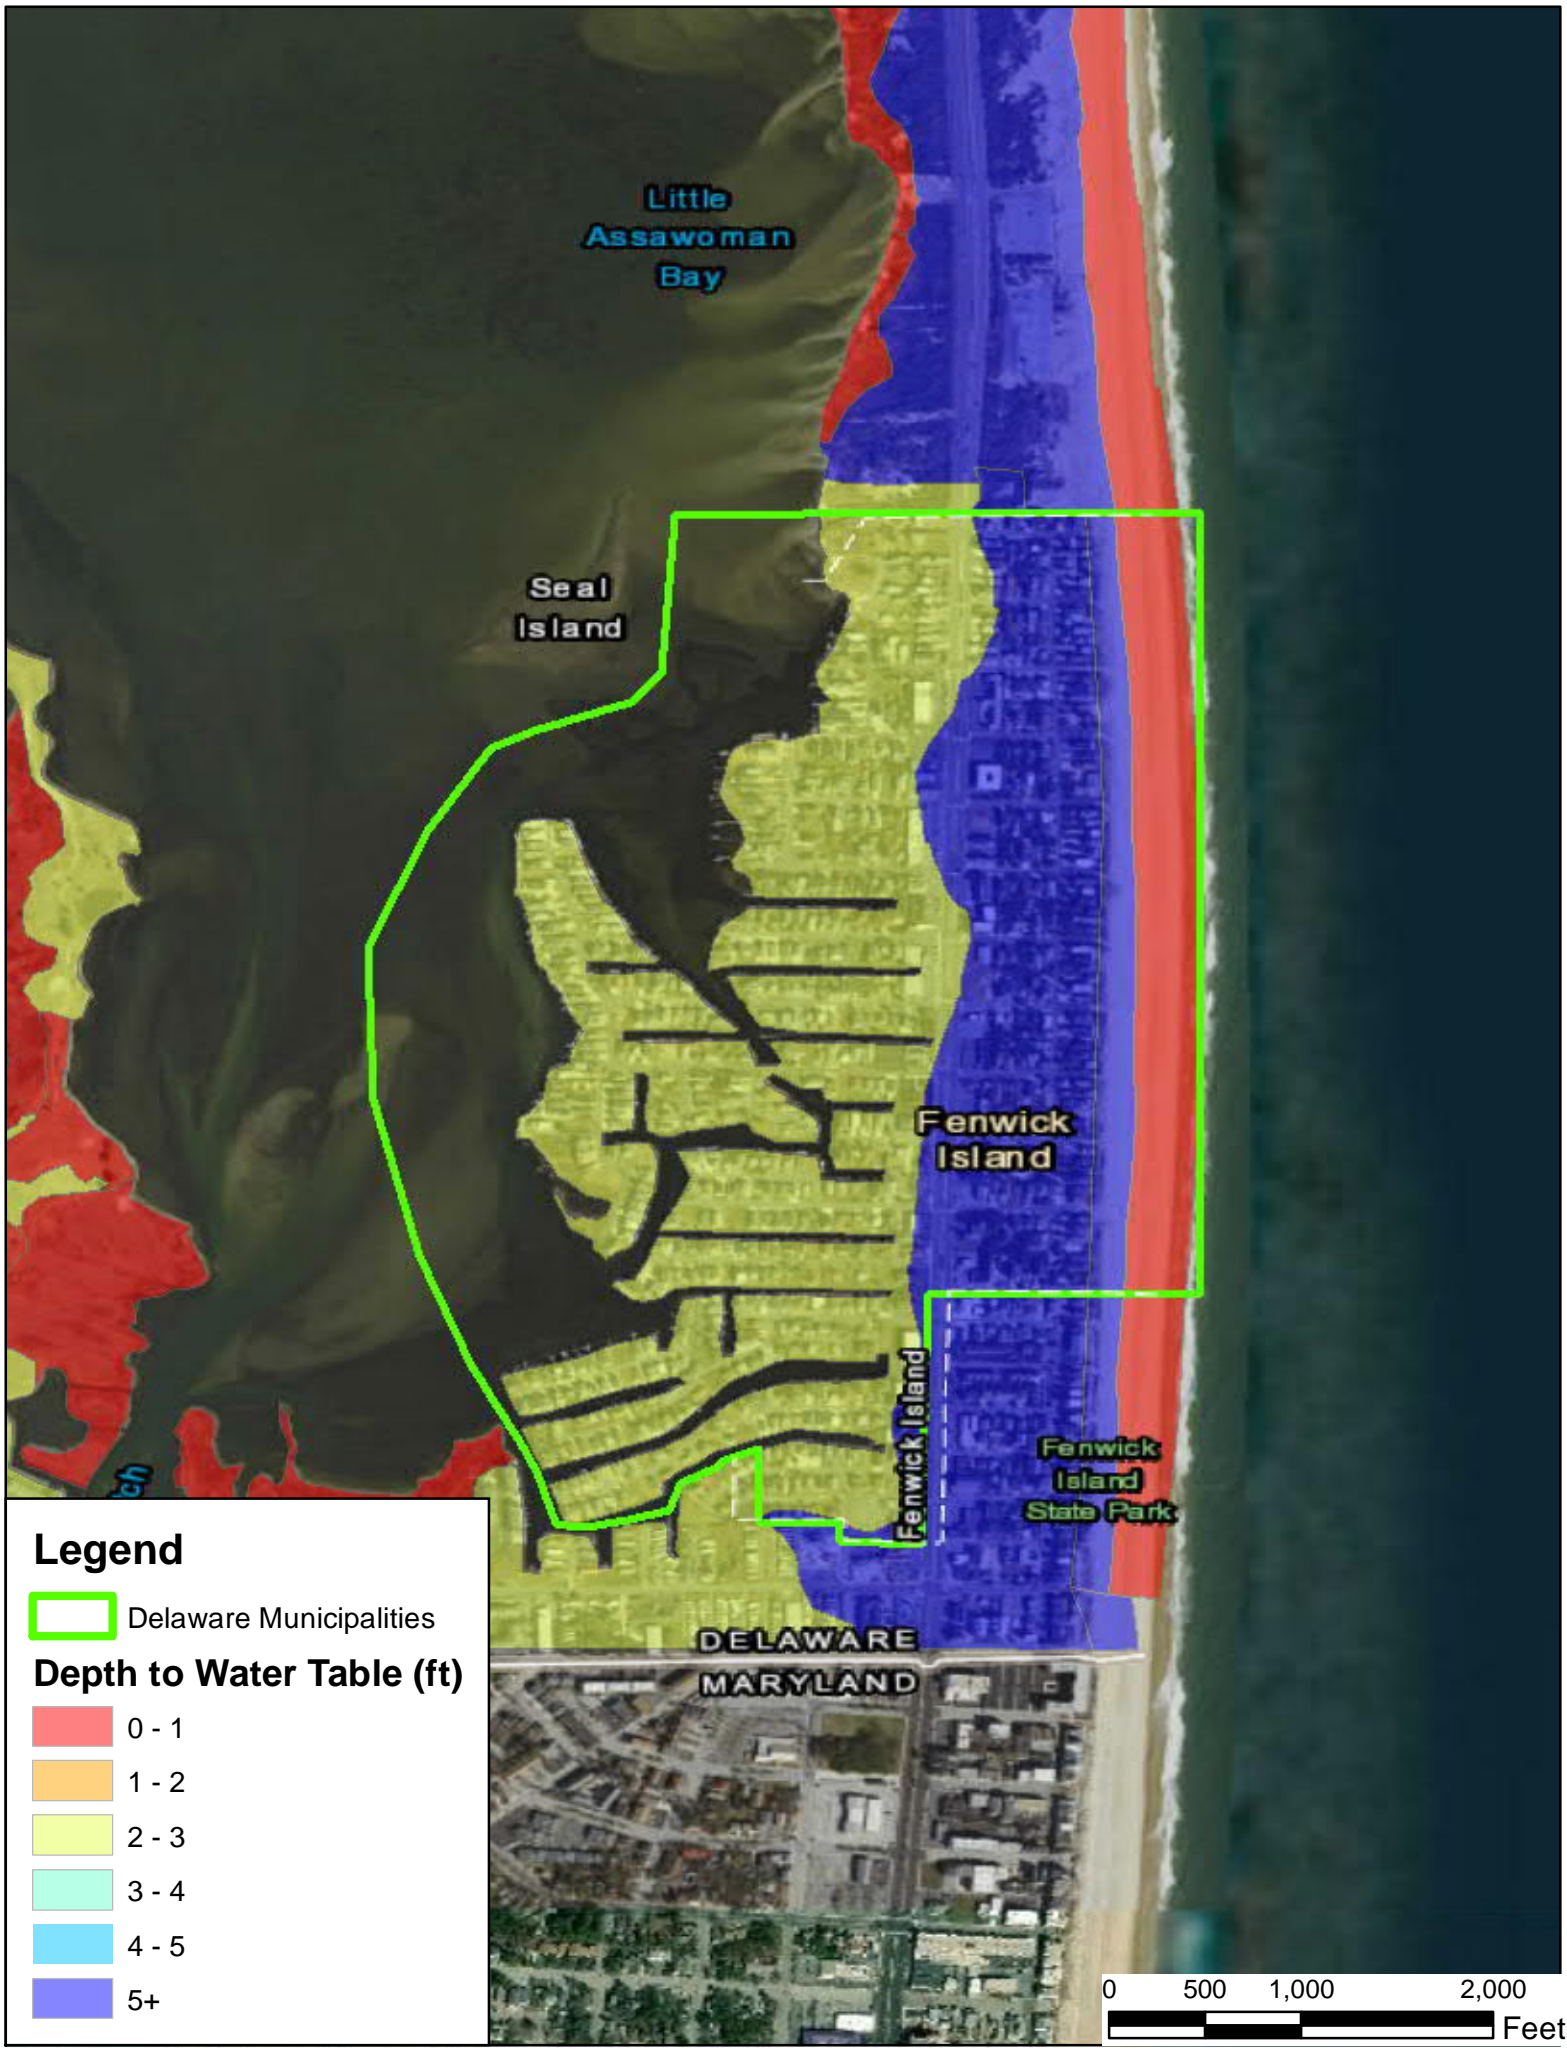 Little
Assawoman
Bay
Seal
Island
Fenwick
Island
Fenwick Island
Fenwick
Island
State Park
ch
DELAWARE
MARYLAND
Legend
Delaware Municipalities
Depth to Water Table (ft)
0 - 1
1 - 2
2 - 3
3 - 4
4 - 5
5+
0 500 1,000 2,000
Feet